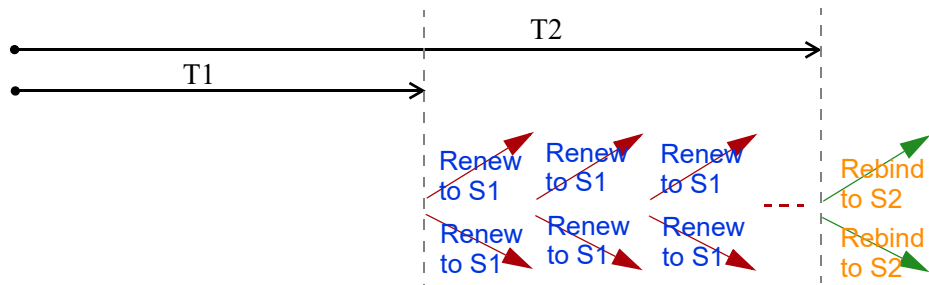 T2
T1
Renew
to S1
Renew
to S1
Renew
to S1
Rebind
to S2
Renew
to S1
Renew
to S1
Renew
to S1
Rebind
to S2